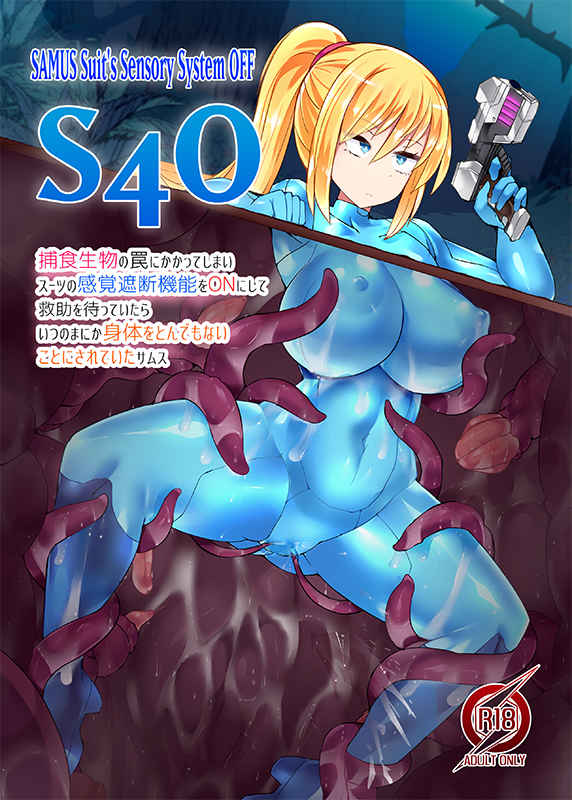 SAMUS Suit's Sensory System OFF
S4O
捕食生物の罠にかかってしまい
スーツの感覚遮断機能をONにして
救助を待っていたら
いつのまにか身体をとんでもない
ことにされていたサムス
R18
ADULT ONLY